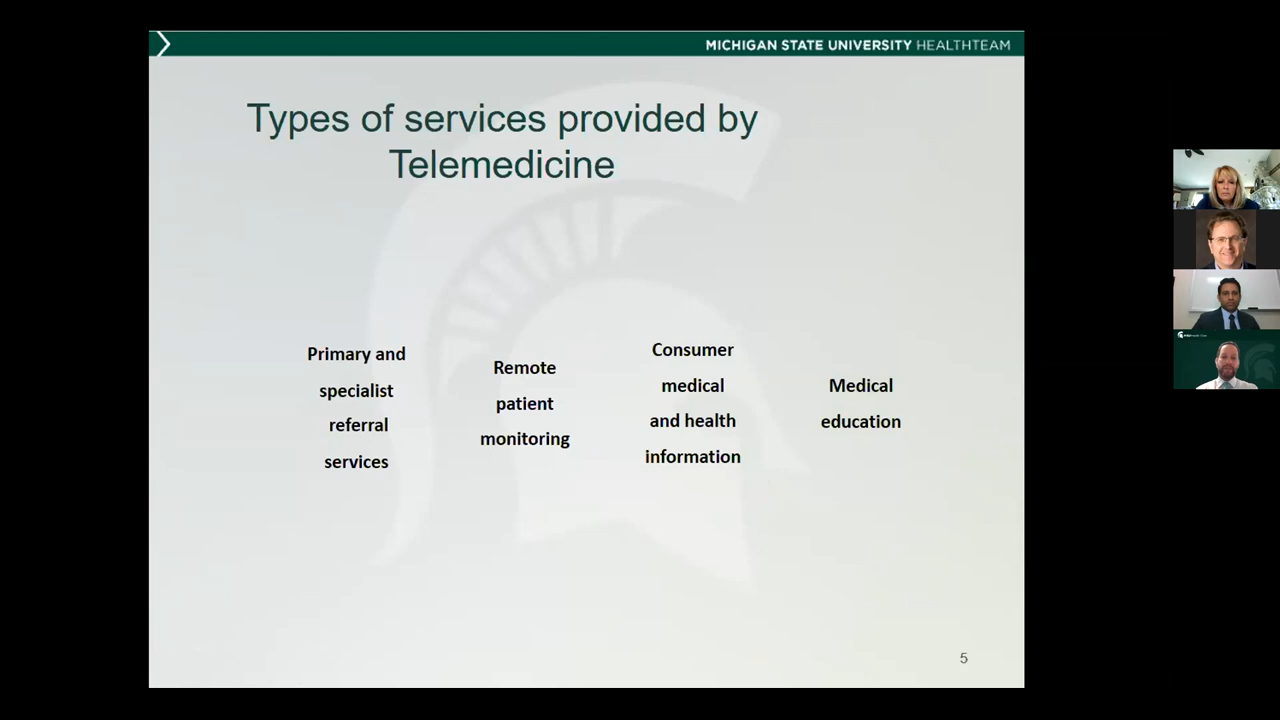 MICHIGAN STATE UNIVERSITY HEALTHTEAM
Types of services provided by
Telemedicine
Primary and
specialist
referral
services
Remote
patient
monitoring
Consumer
medical
and health
information
Medical
education
5